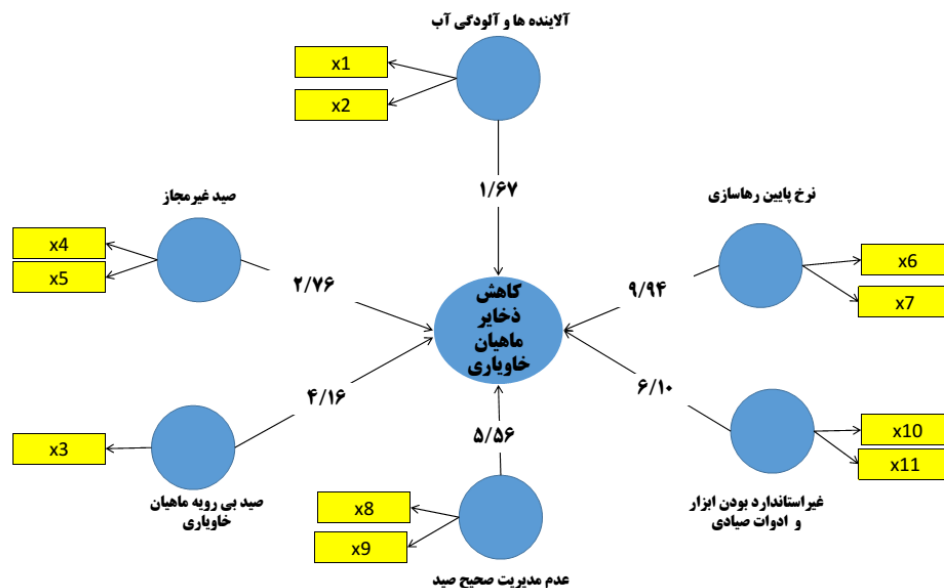 آلاینده ها و آلودگی آب
x1
x2
۱/۶۷
نرخ پایین رهاسازی
x6
x7
۹/۹۴
صید غیرمجاز
x4
x5
۲/۷۶
کاهش
ذخایر
ماهیان
خاویاری
۶/۱۰
x10
x11
غیراستاندارد بودن ابزار
و ادوات صیادی
۴/۱۶
x3
صید بی رویه ماهیان
خاویاری
۵/۵۶
x8
x9
عدم مدیریت صحیح صید